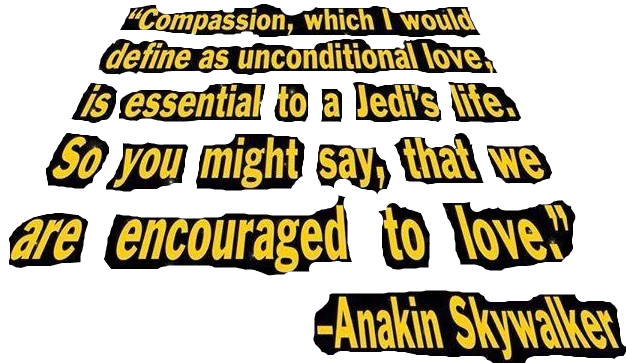 “Compassion, which I would
define as unconditional love,
is essential to a Jedi's life.
So you might say, that we
are encouraged to love.”
–Anakin Skywalker